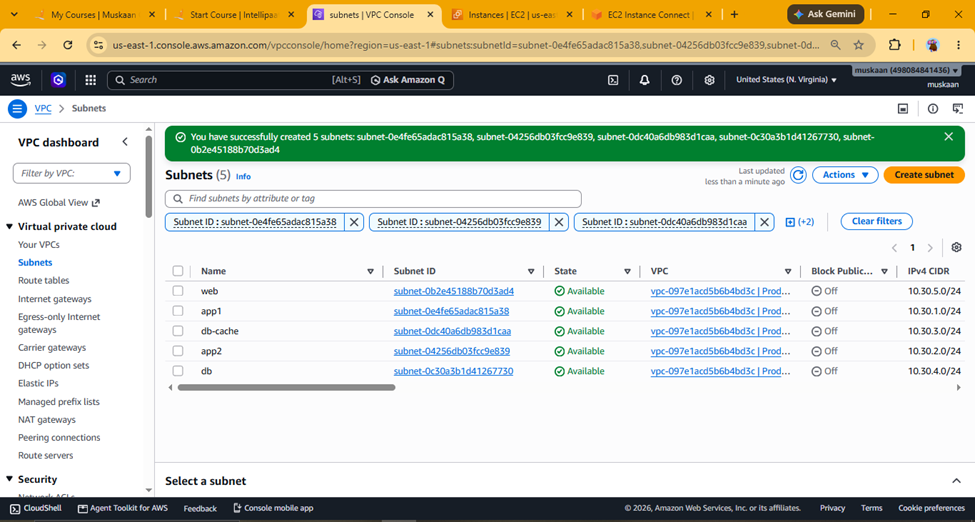 My Courses | Muskaan
Start Course | Intellipaat
subnets | VPC Console
Instances | EC2 | us-eas
EC2 Instance Connect |
Ask Gemini
us-east-1.console.aws.amazon.com/vpcconsole/home?region=us-east-1#subnets:subnetId=subnet-0e4fe65adac815a38,subnet-04256db03fcc9e839,subnet-0d...
aws
Search
[Alt+S]
Ask Amazon Q
United States (N. Virginia)
muskaan (498084841436)
muskaan
VPC > Subnets
VPC dashboard
Filter by VPC:
AWS Global View
Virtual private cloud
Your VPCs
Subnets
Route tables
Internet gateways
Egress-only Internet
gateways
Carrier gateways
DHCP option sets
Elastic IPs
Managed prefix lists
NAT gateways
Peering connections
Route servers
Security
Network ACLs
You have successfully created 5 subnets: subnet-0e4fe65adac815a38, subnet-04256db03fcc9e839, subnet-0dc40a6db983d1caa, subnet-0c30a3b1d41267730, subnet-
0b2e45188b70d3ad4
Subnets (5) Info
Last updated
less than a minute ago
Actions
Create subnet
Find subnets by attribute or tag
Subnet ID : subnet-0e4fe65adac815a38
Subnet ID : subnet-04256db03fcc9e839
Subnet ID : subnet-0dc40a6db983d1caa
(+2)
Clear filters
1
Name Subnet ID State VPC Block Public... IPv4 CIDR
web subnet-0b2e45188b70d3ad4 Available vpc-097e1acd5b6b4bd3c | Prod... Off 10.30.5.0/24
app1 subnet-0e4fe65adac815a38 Available vpc-097e1acd5b6b4bd3c | Prod... Off 10.30.1.0/24
db-cache subnet-0dc40a6db983d1caa Available vpc-097e1acd5b6b4bd3c | Prod... Off 10.30.3.0/24
app2 subnet-04256db03fcc9e839 Available vpc-097e1acd5b6b4bd3c | Prod... Off 10.30.2.0/24
db subnet-0c30a3b1d41267730 Available vpc-097e1acd5b6b4bd3c | Prod... Off 10.30.4.0/24
Select a subnet
CloudShell
Agent Toolkit for AWS
Feedback
Console mobile app
© 2026, Amazon Web Services, Inc. or its affiliates.
Privacy
Terms
Cookie preferences